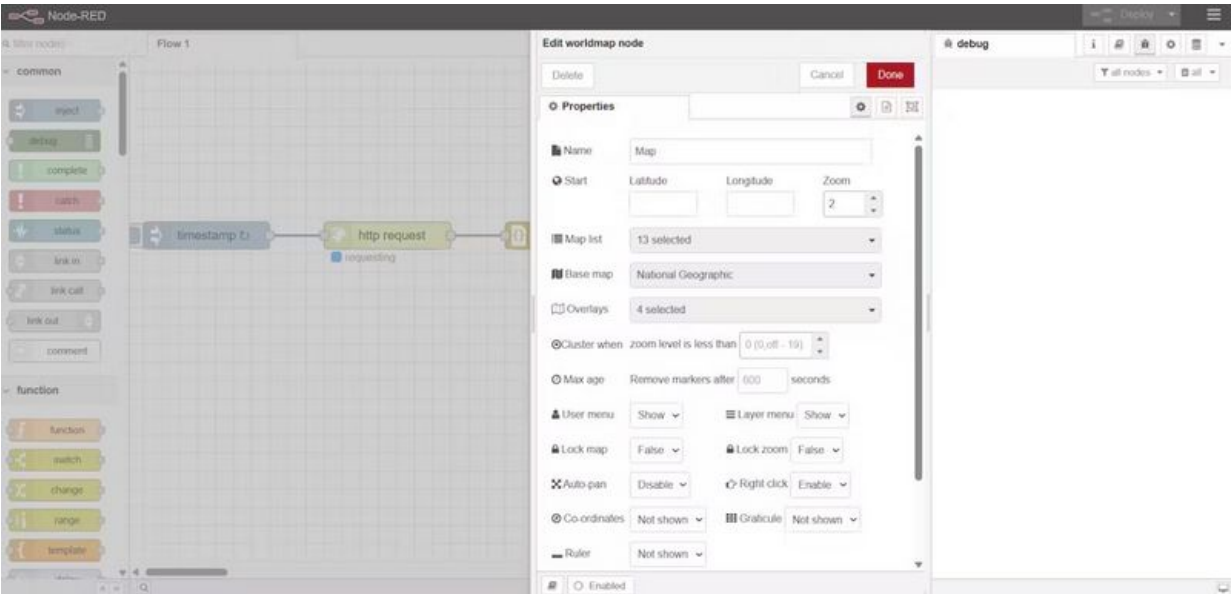 Node-RED
Deploy
filter nodes
Flow 1
Edit worldmap node
debug
i
common
Delete
Cancel
Done
all nodes
all
inject
Properties
debug
complete
Name
Map
catch
Start
Latitude
Longitude
Zoom
2
status
timestamp ↻
http request
Map list
13 selected
link in
requesting
Base map
National Geographic
link call
Overlays
4 selected
link out
Cluster when zoom level is less than 0 (0,off - 19)
comment
Max age Remove markers after 600 seconds
function
User menu Show
Layer menu Show
function
Lock map False
Lock zoom False
switch
change
Auto-pan Disable
Right click Enable
range
Co-ordinates Not shown
Graticule Not shown
template
Ruler Not shown
delay
Enabled